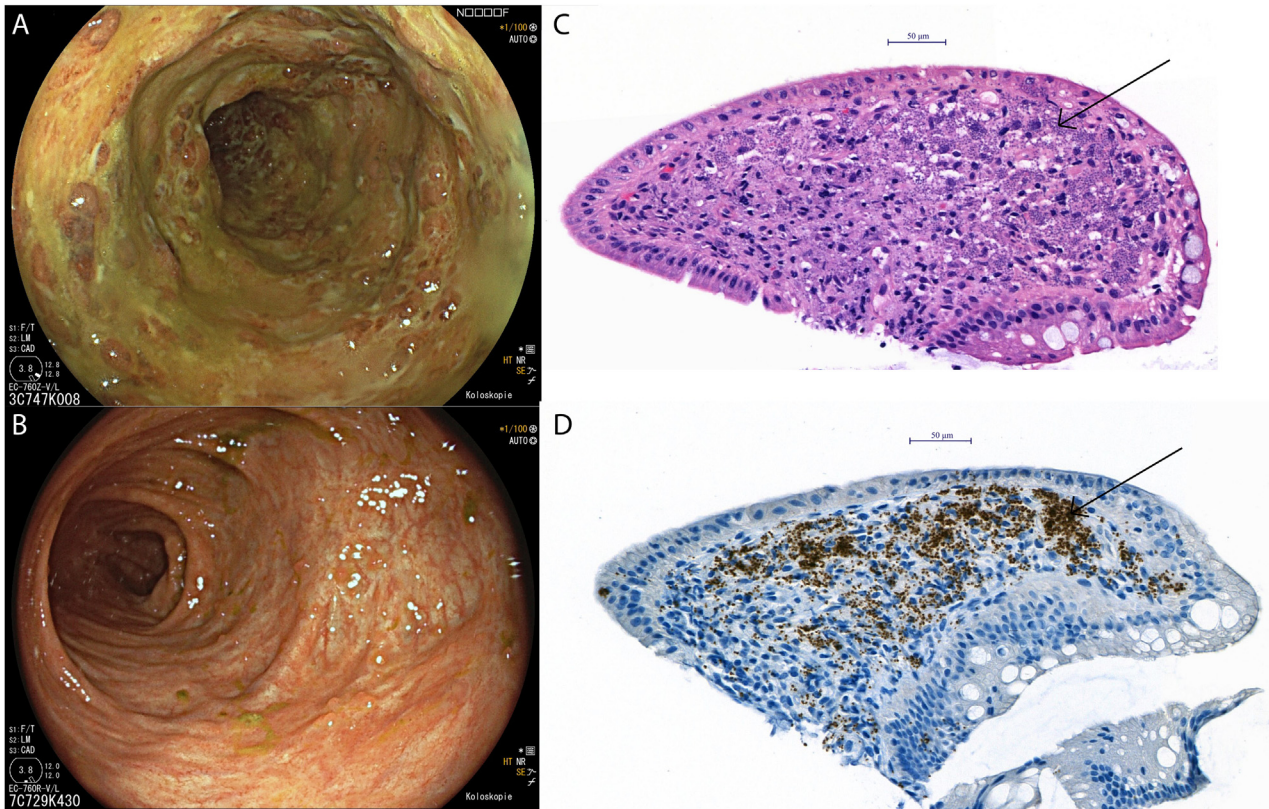 A
N□□□□F
*1/100
AUTO
S1:F/T
S2:LM
S3:CAD
3.8
12.8
12.8
EC-760Z-V/L
3C747K008
*
HT NR
SE
Koloskopie
B
*1/100
AUTO
S1:F/T
S2:LM
S3:CAD
3.8
12.0
12.0
EC-760R-V/L
7C729K430
*
HT NR
SE
Koloskopie
C
50 µm
D
50 µm